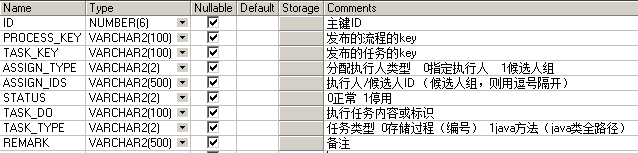 Name Type Nullable Default Storage Comments
ID NUMBER(6) 主键ID
PROCESS_KEY VARCHAR2(100) 发布的流程的key
TASK_KEY VARCHAR2(100) 发布的任务的key
ASSIGN_TYPE VARCHAR2(2) 分配执行人类型 0指定执行人 1候选人组
ASSIGN_IDS VARCHAR2(500) 执行人/候选人ID（候选人组，则用逗号隔开）
STATUS VARCHAR2(2) 0正常 1停用
TASK_DO VARCHAR2(100) 执行任务内容或标识
TASK_TYPE VARCHAR2(2) 任务类型 0存储过程（编号） 1java方法（java类全路径）
REMARK VARCHAR2(500) 备注